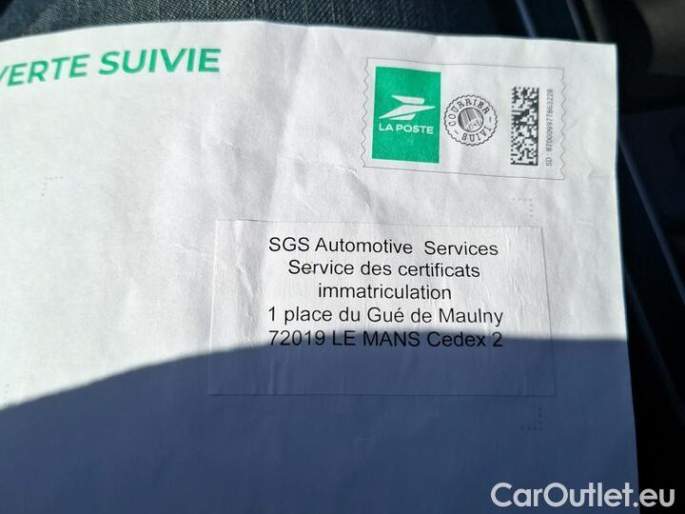 VERTE SUIVIE
LA POSTE
COURRIER
SUIVI
SGS Automotive Services
Service des certificats
immatriculation
1 place du Gué de Maulny
72019 LE MANS Cedex 2
CarOutlet.eu